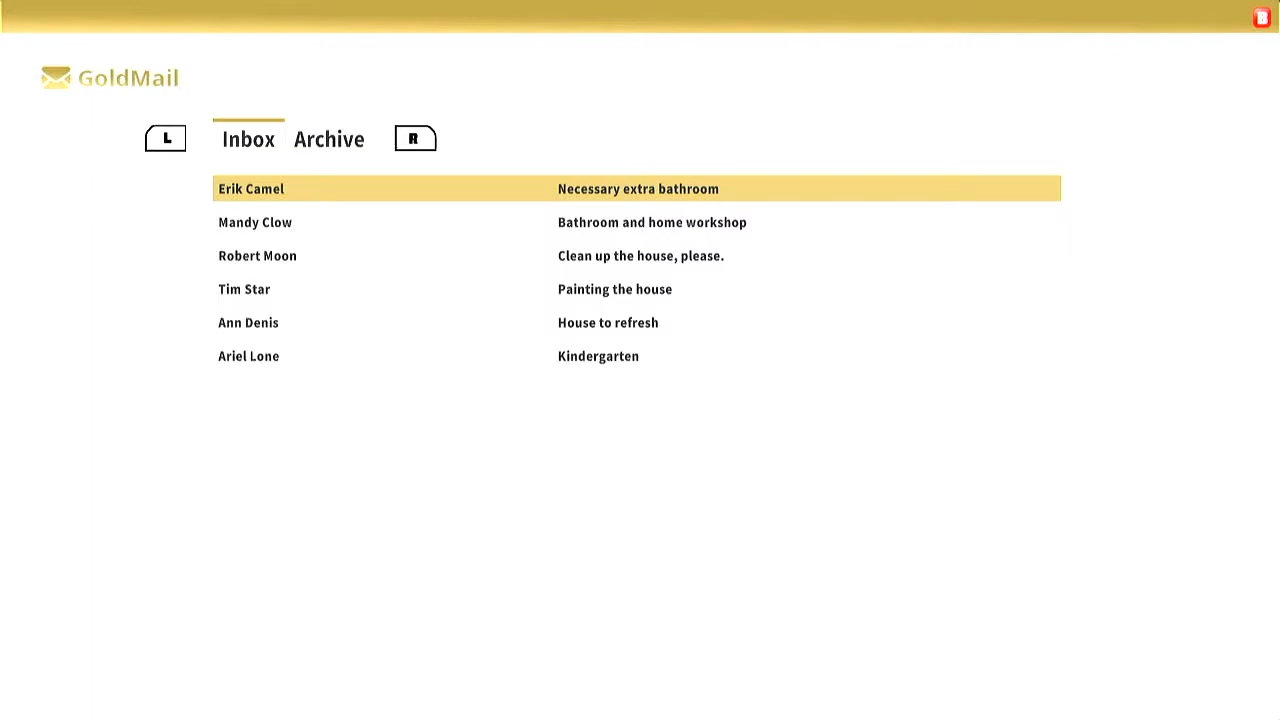 B
GoldMail
L Inbox Archive R
Erik Camel Necessary extra bathroom
Mandy Clow Bathroom and home workshop
Robert Moon Clean up the house, please.
Tim Star Painting the house
Ann Denis House to refresh
Ariel Lone Kindergarten